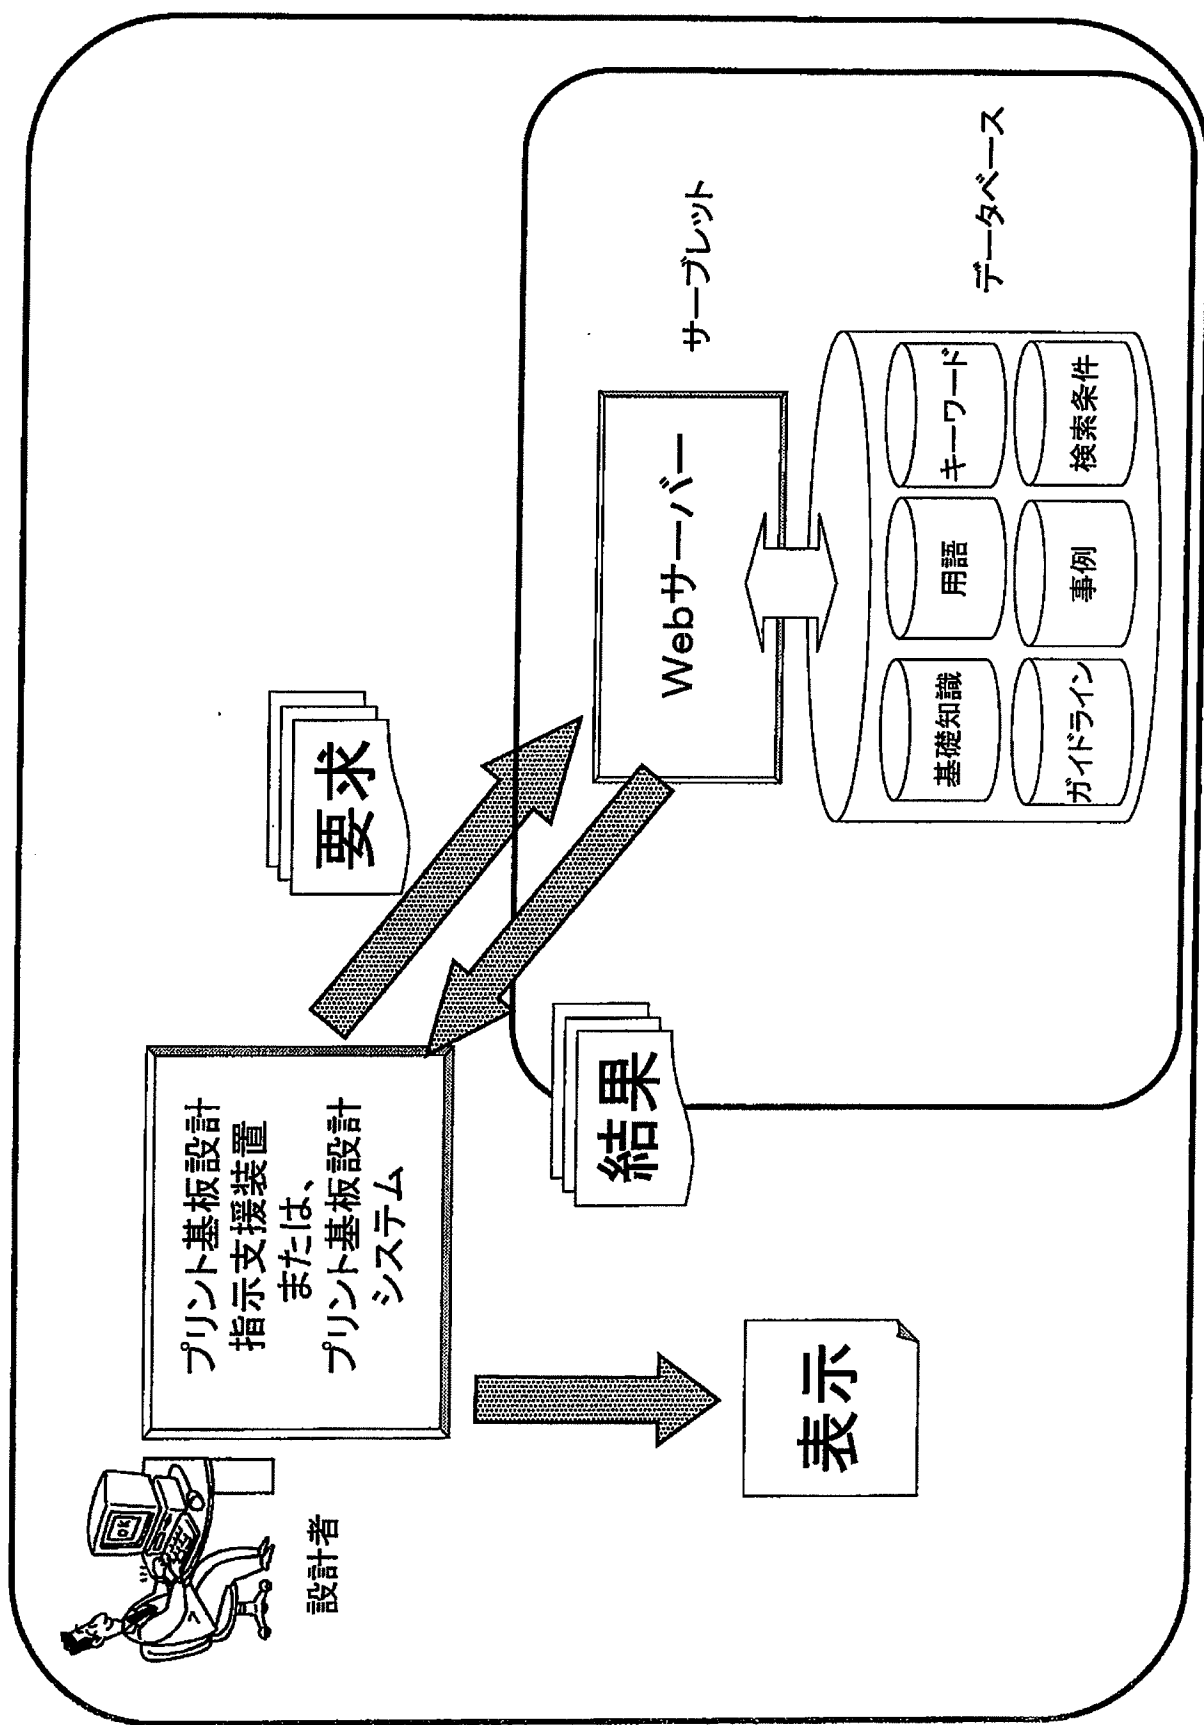 OK
設計者
プリント基板設計
指示支援装置
または、
プリント基板設計
システム
要求
結果
表示
Webサーバー
サーブレット
データベース
基礎知識
用語
キーワード
ガイドライン
事例
検索条件